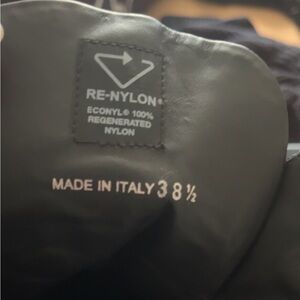 RE-NYLON®
ECONYL® 100%
REGENERATED
NYLON
MADE IN ITALY 38½